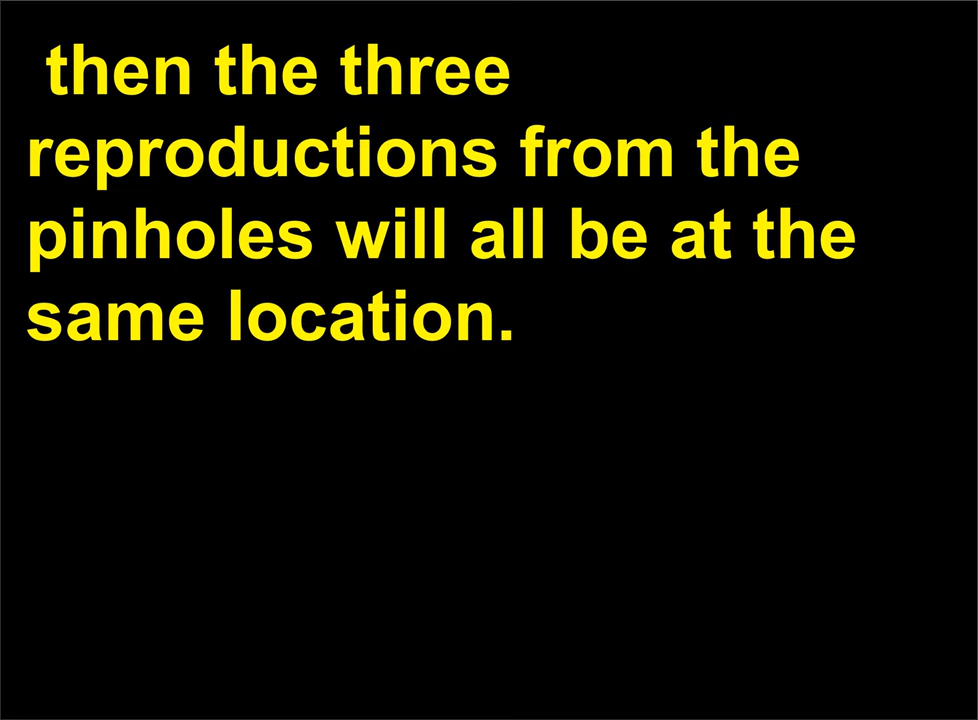 then the three
reproductions from the
pinholes will all be at the
same location.